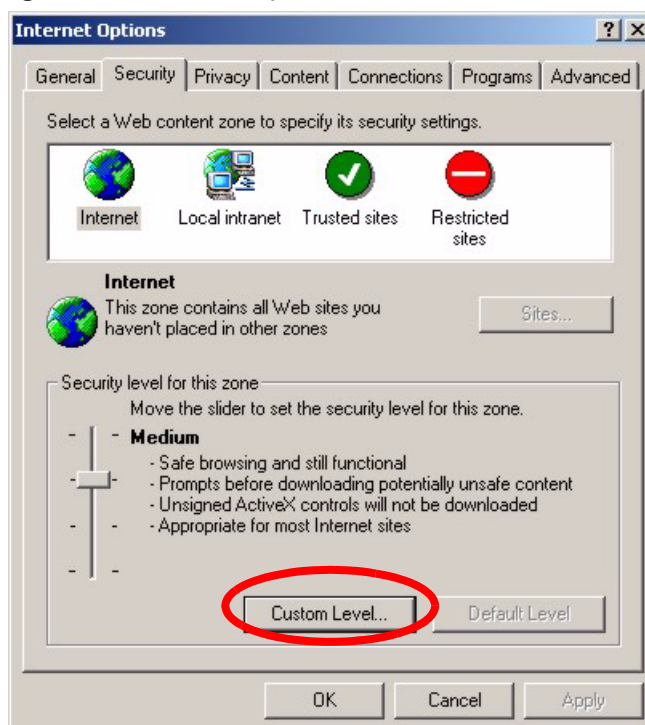 Internet Options
General Security Privacy Content Connections Programs Advanced
Select a Web content zone to specify its security settings.
Internet Local intranet Trusted sites Restricted
sites
Internet
This zone contains all Web sites you
haven't placed in other zones
Sites...
Security level for this zone
Move the slider to set the security level for this zone.
Medium
- Safe browsing and still functional
- Prompts before downloading potentially unsafe content
- Unsigned ActiveX controls will not be downloaded
- Appropriate for most Internet sites
Custom Level... Default Level
OK Cancel Apply